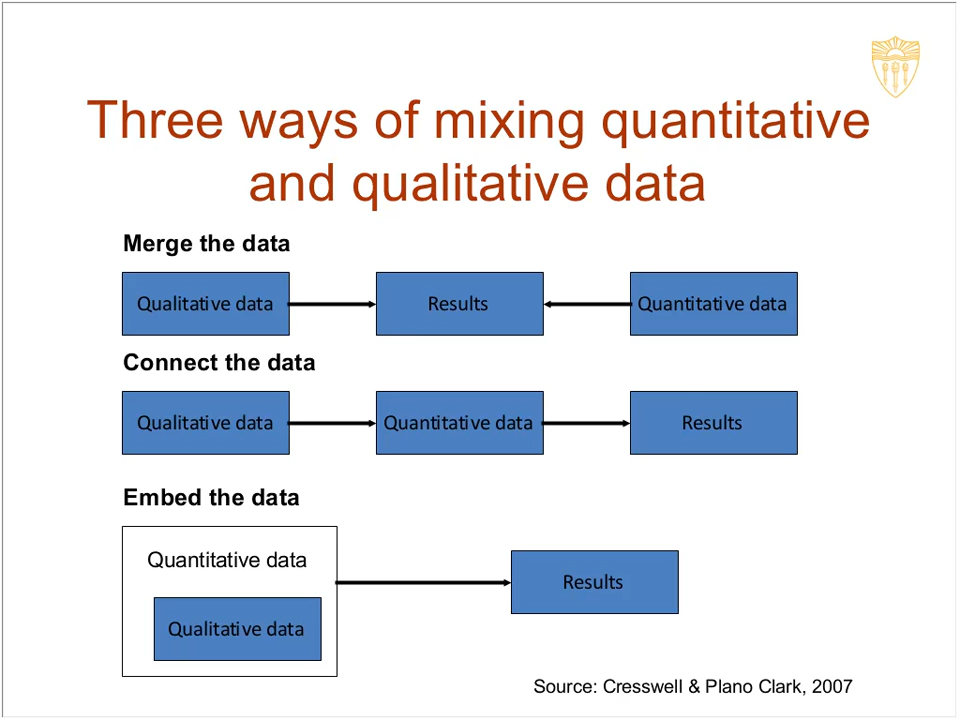 Three ways of mixing quantitative
and qualitative data
Merge the data
Qualitative data
Results
Quantitative data
Connect the data
Qualitative data
Quantitative data
Results
Embed the data
Quantitative data
Qualitative data
Results
Source: Cresswell & Plano Clark, 2007